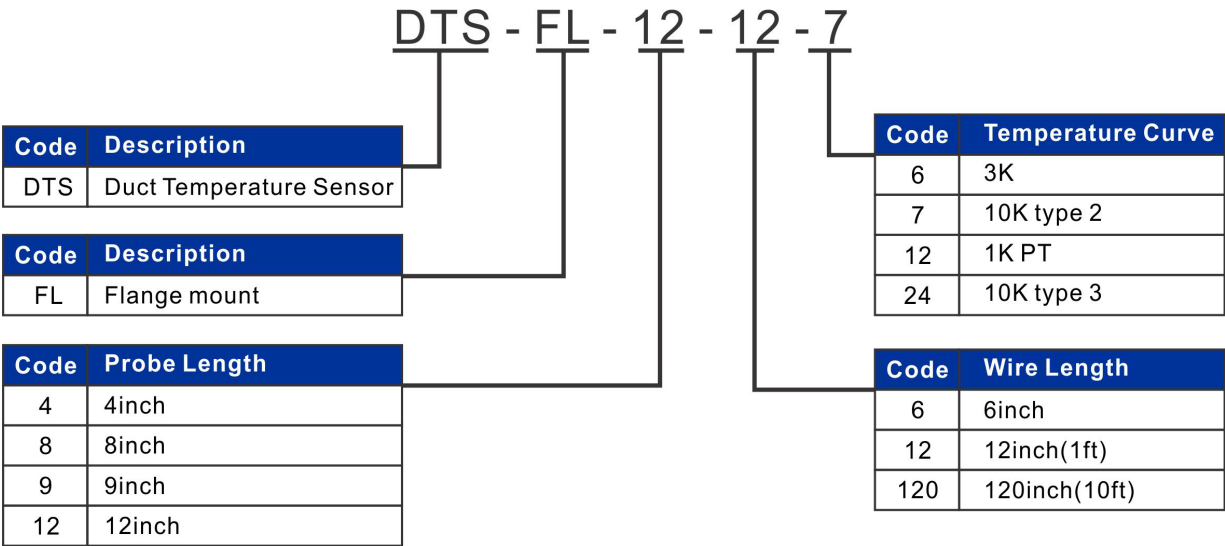 DTS - FL - 12 - 12 - 7
Code Description
DTS Duct Temperature Sensor
Code Description
FL Flange mount
Code Probe Length
4 4inch
8 8inch
9 9inch
12 12inch
Code Temperature Curve
6 3K
7 10K type 2
12 1K PT
24 10K type 3
Code Wire Length
6 6inch
12 12inch(1ft)
120 120inch(10ft)